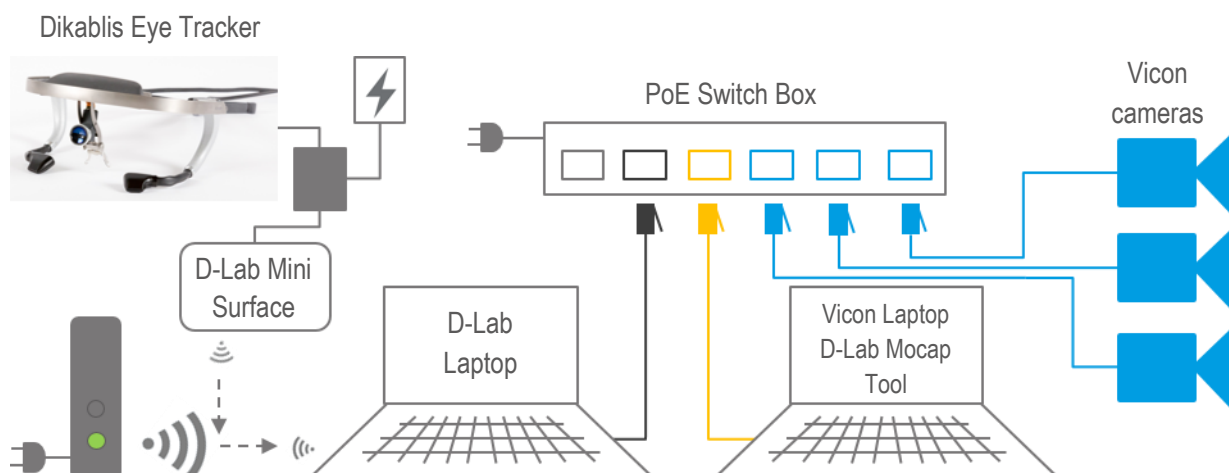 Dikablis Eye Tracker
PoE Switch Box
Vicon
cameras
D-Lab Mini
Surface
D-Lab
Laptop
Vicon Laptop
D-Lab Mocap
Tool